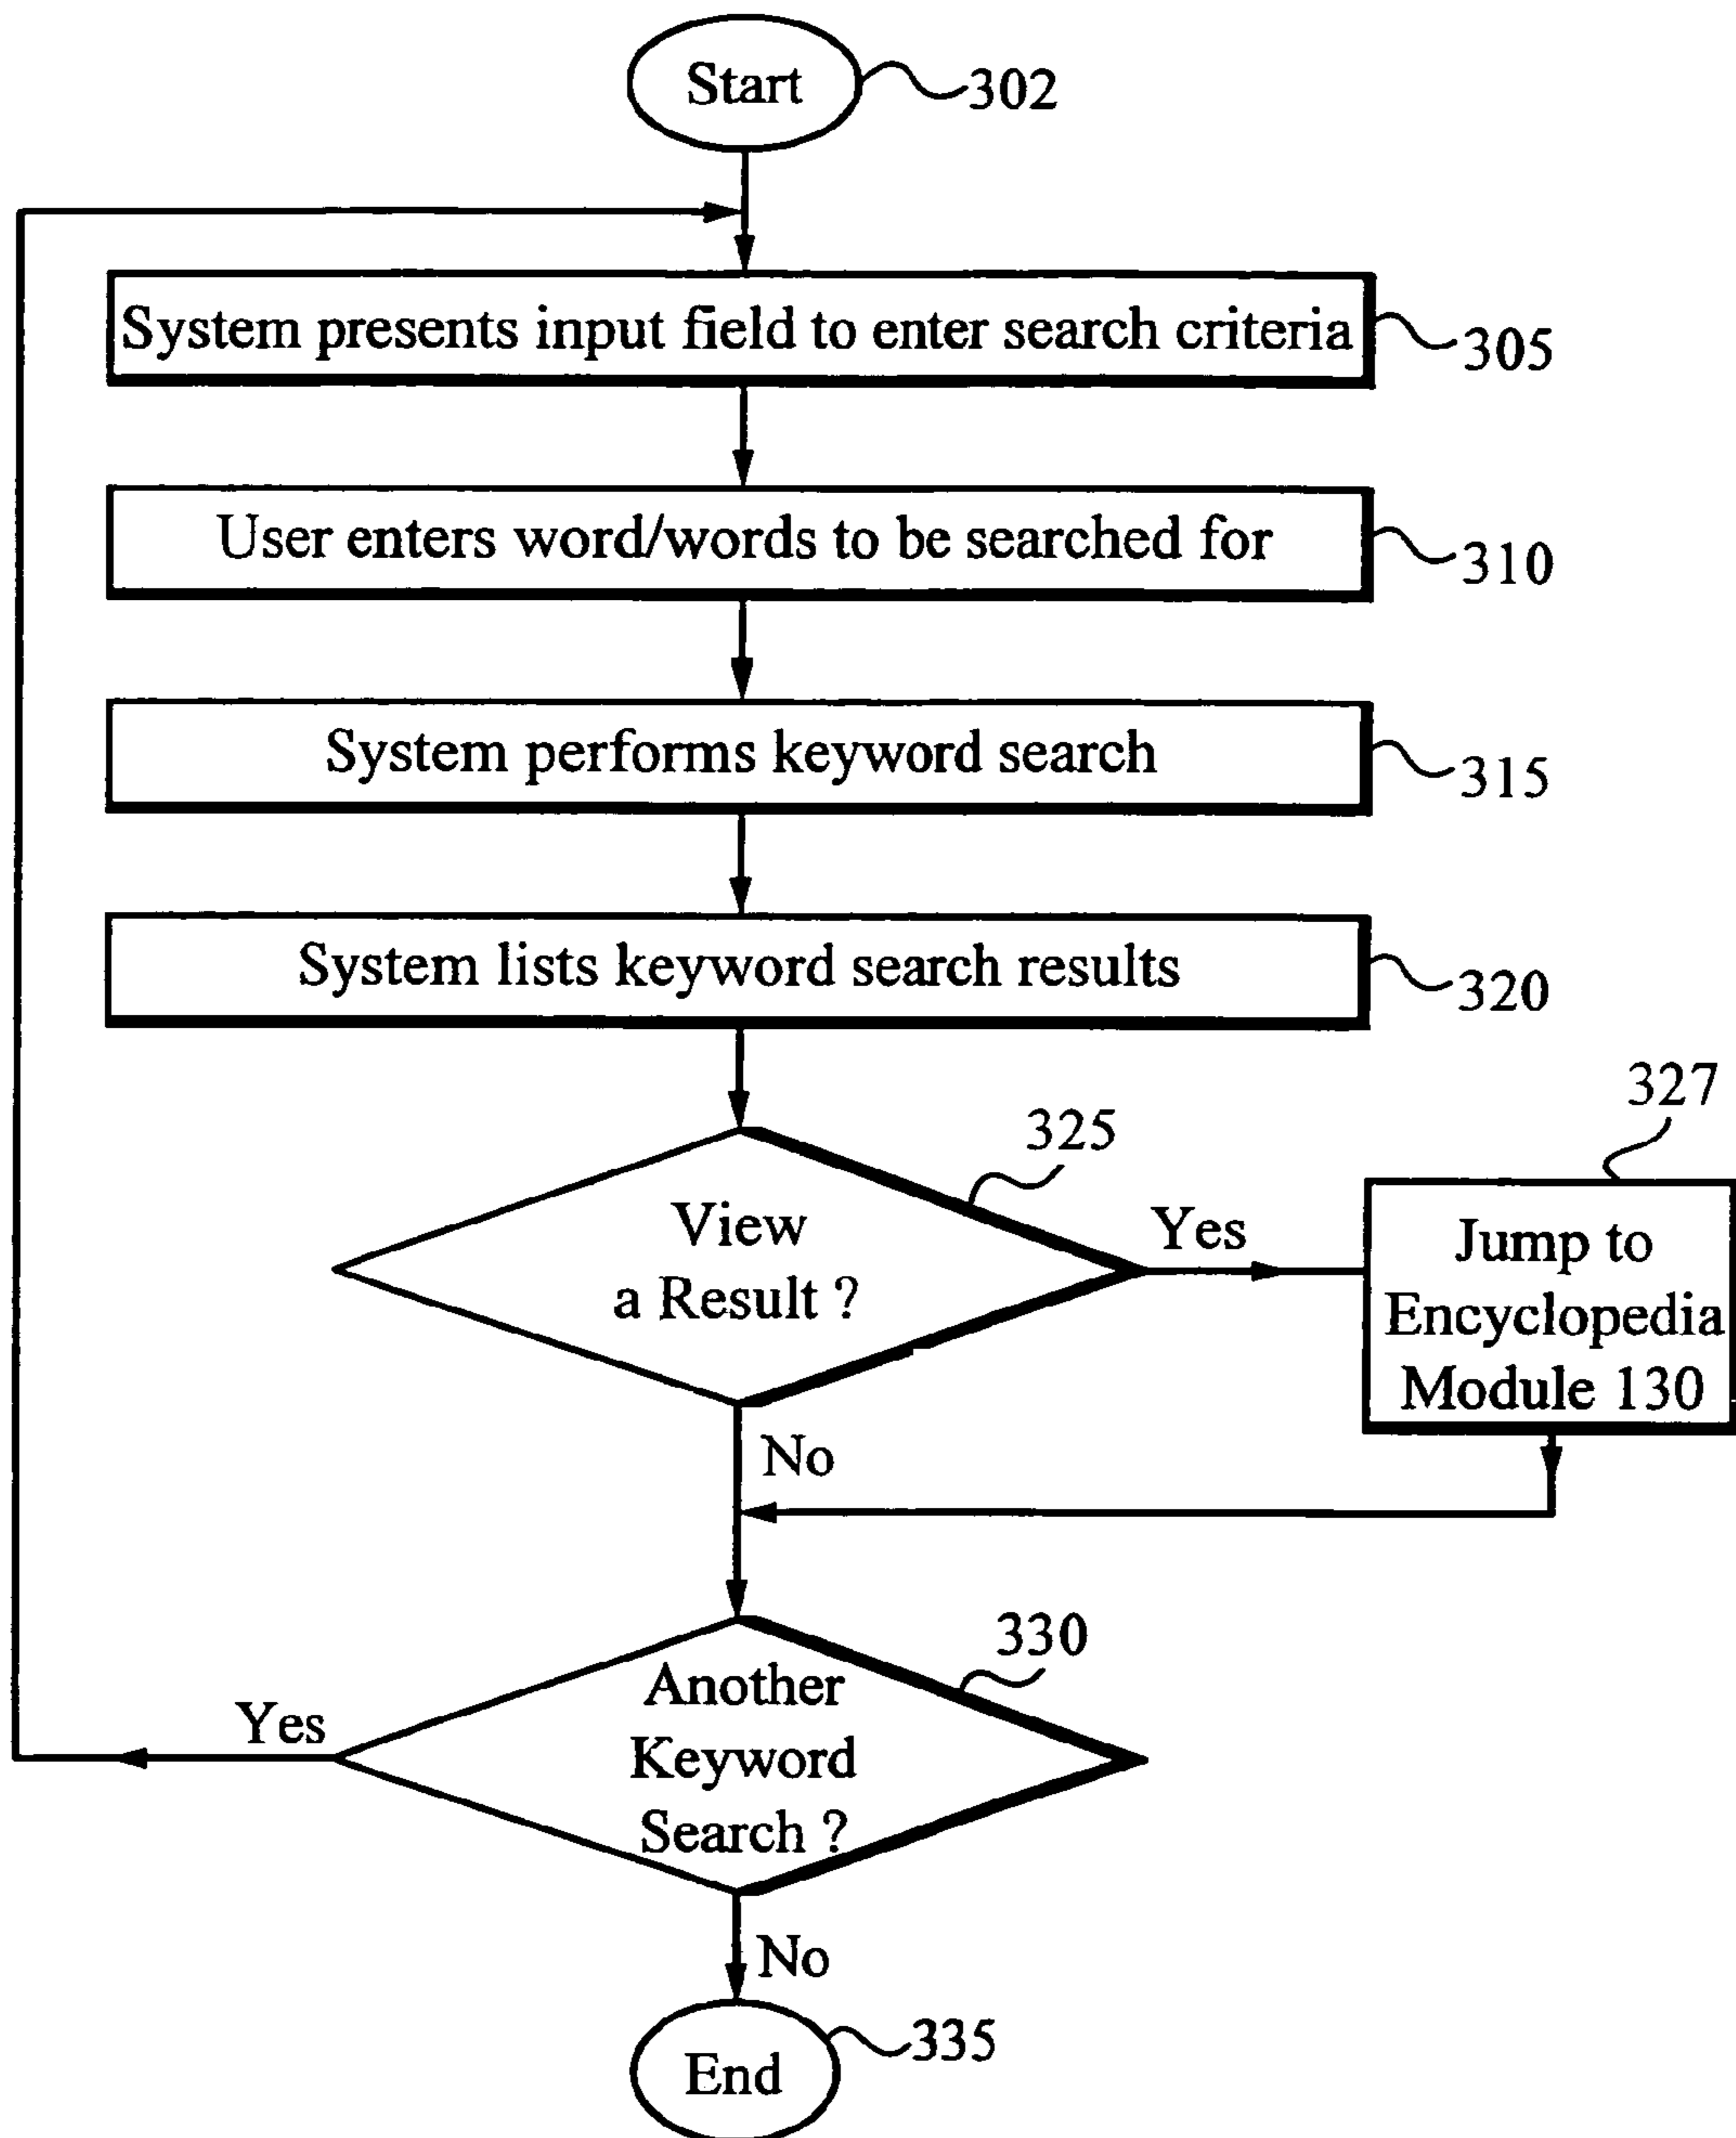 Start
302
System presents input field to enter search criteria
305
User enters word/words to be searched for
310
System performs keyword search
315
System lists keyword search results
320
327
325
View
a Result ?
Yes
Jump to
Encyclopedia
Module 130
No
330
Another
Keyword
Search ?
Yes
No
335
End